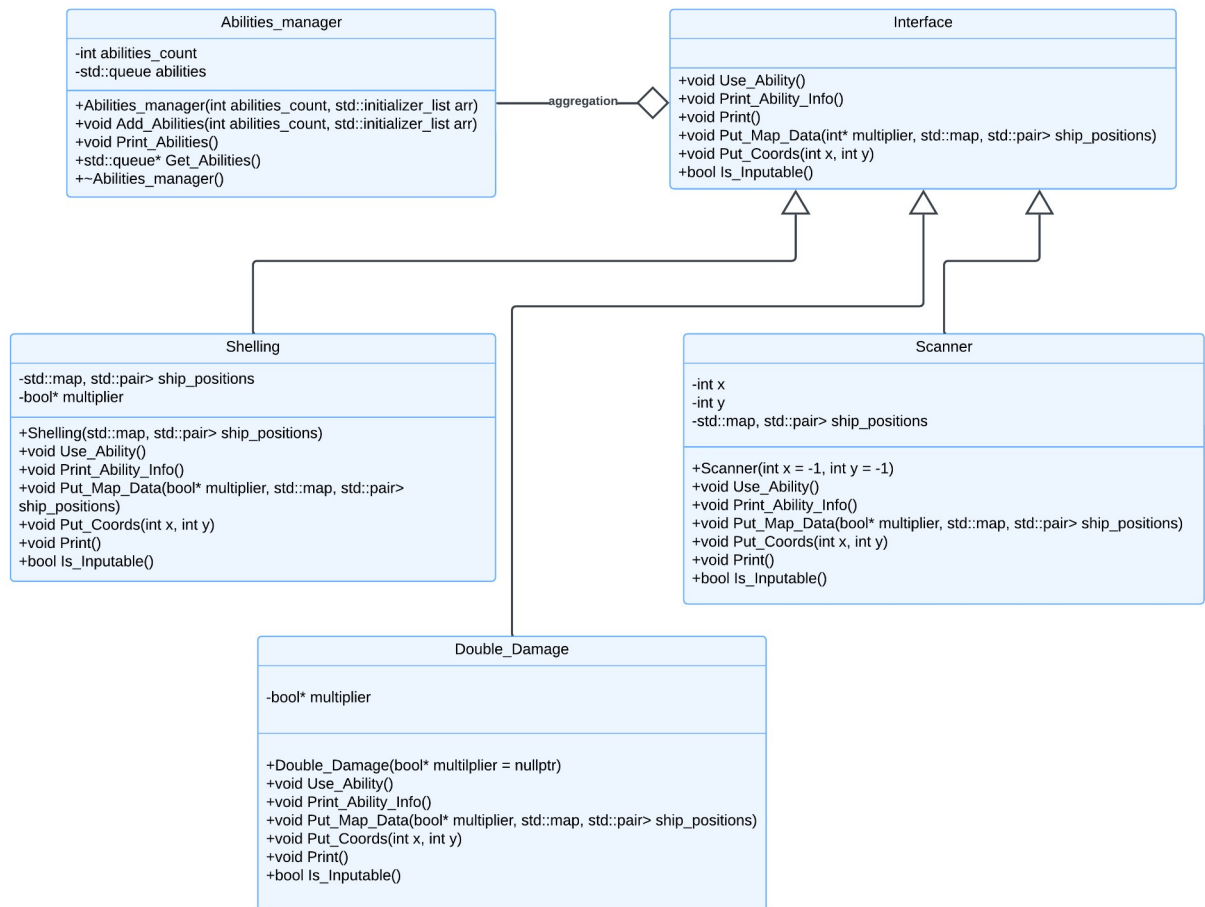 Abilities_manager
-int abilities_count
-std::queue abilities
+Abilities_manager(int abilities_count, std::initializer_list arr)
+void Add_Abilities(int abilities_count, std::initializer_list arr)
+void Print_Abilities()
+std::queue* Get_Abilities()
+~Abilities_manager()
aggregation
Interface
+void Use_Ability()
+void Print_Ability_Info()
+void Print()
+void Put_Map_Data(int* multiplier, std::map, std::pair> ship_positions)
+void Put_Coords(int x, int y)
+bool Is_Inputable()
Shelling
-std::map, std::pair> ship_positions
-bool* multiplier
+Shelling(std::map, std::pair> ship_positions)
+void Use_Ability()
+void Print_Ability_Info()
+void Put_Map_Data(bool* multiplier, std::map, std::pair>
ship_positions)
+void Put_Coords(int x, int y)
+void Print()
+bool Is_Inputable()
Scanner
-int x
-int y
-std::map, std::pair> ship_positions
+Scanner(int x = -1, int y = -1)
+void Use_Ability()
+void Print_Ability_Info()
+void Put_Map_Data(bool* multiplier, std::map, std::pair> ship_positions)
+void Put_Coords(int x, int y)
+void Print()
+bool Is_Inputable()
Double_Damage
-bool* multiplier
+Double_Damage(bool* multilplier = nullptr)
+void Use_Ability()
+void Print_Ability_Info()
+void Put_Map_Data(bool* multiplier, std::map, std::pair> ship_positions)
+void Put_Coords(int x, int y)
+void Print()
+bool Is_Inputable()